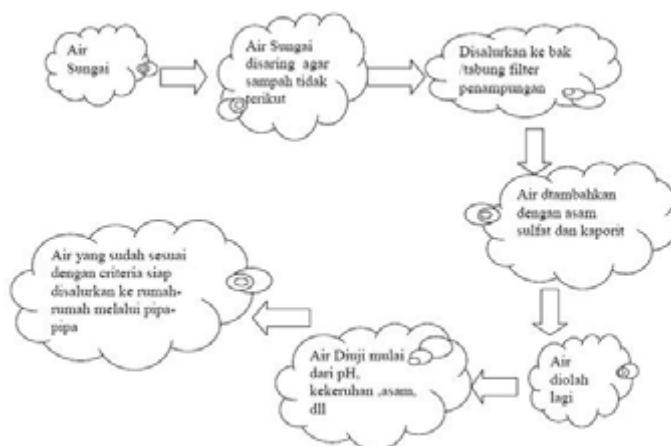 Air
Sungai
Air Sungai
disaring agar
sampah tidak
terikut
Disalurkan ke bak
/tabung filter
penampungan
Air dtambahkan
dengan asam
sulfat dan kaporit
Air
diolah
lagi
Air Diuji mulai
dari pH,
kekeruhan ,asam,
dll
Air yang sudah sesuai
dengan criteria siap
disalurkan ke rumah-
rumah melalui pipa-
pipa